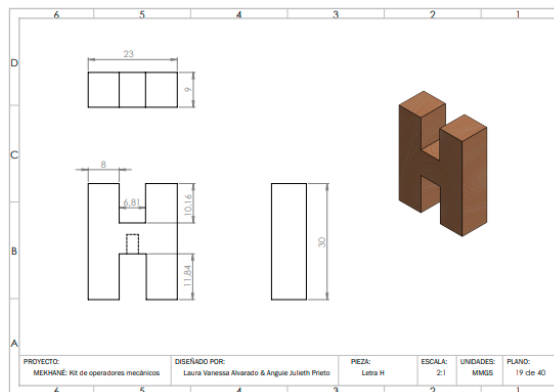 6 5 4 3 2 1
D
23
9
C
8
6,81
10,16
B
30
11,84
A
PROYECTO: DISEÑADO POR: PIEZA: ESCALA: UNIDADES: PLANO:
MEKHANÉ: Kit de operadores mecánicos Laura Vanessa Alvarado & Anguie Julieth Prieto Letra H 2:1 MMGS 19 de 40
6 5 4 3 2 1